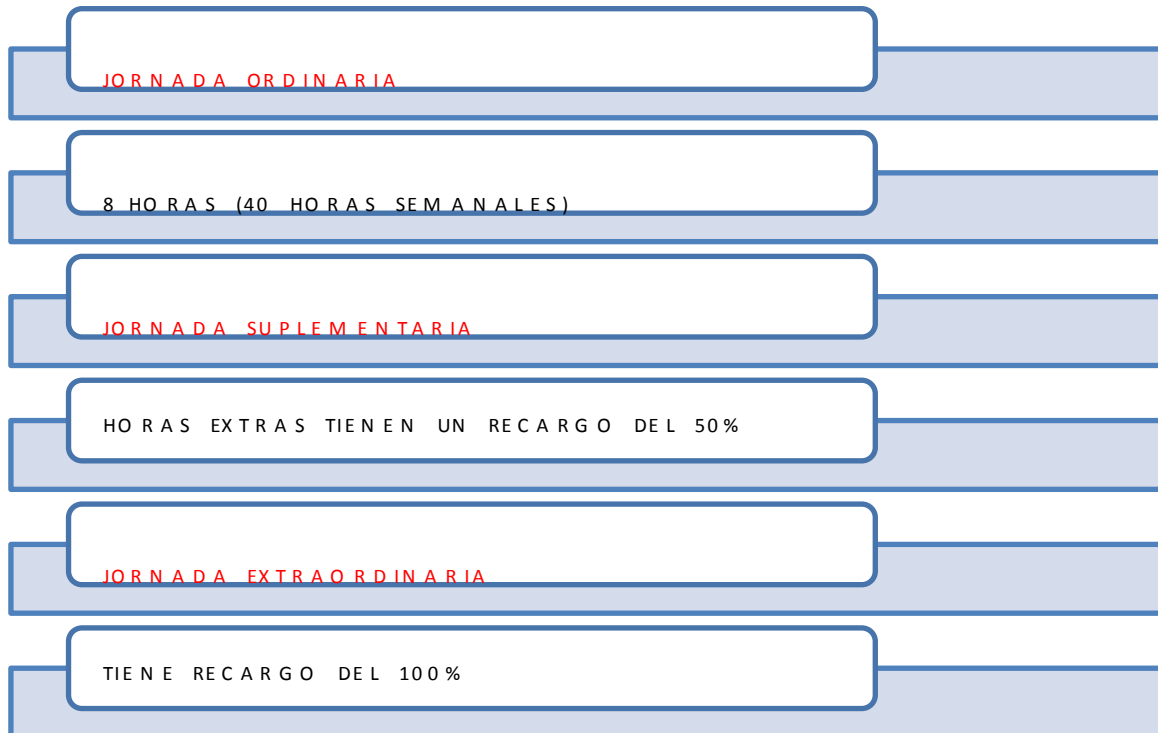 JORNADA ORDINARIA
8 HORAS (40 HORAS SEMANALES)
JORNADA SUPLEMENTARIA
HORAS EXTRAS TIENEN UN RECARGO DEL 50%
JORNADA EXTRAORDINARIA
TIENE RECARGO DEL 100%